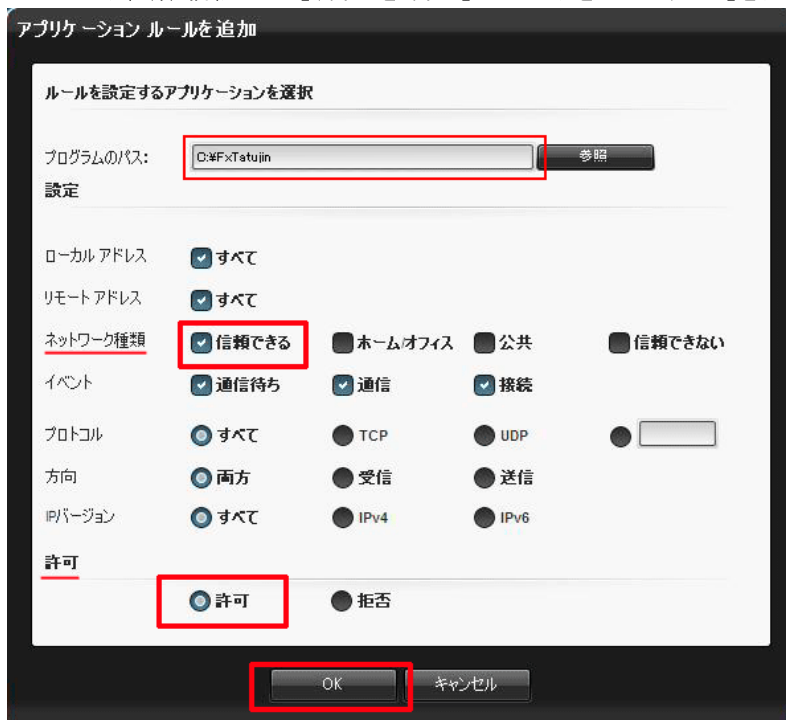 アプリケーション ルールを追加
ルールを設定するアプリケーションを選択
プログラムのパス: C:¥FxTatujin 参照
設定
ローカル アドレス すべて
リモート アドレス すべて
ネットワーク種類 信頼できる ホーム/オフィス 公共 信頼できない
イベント 通信待ち 通信 接続
プロトコル すべて TCP UDP
方向 両方 受信 送信
IPバージョン すべて IPv4 IPv6
許可
許可 拒否
OK キャンセル